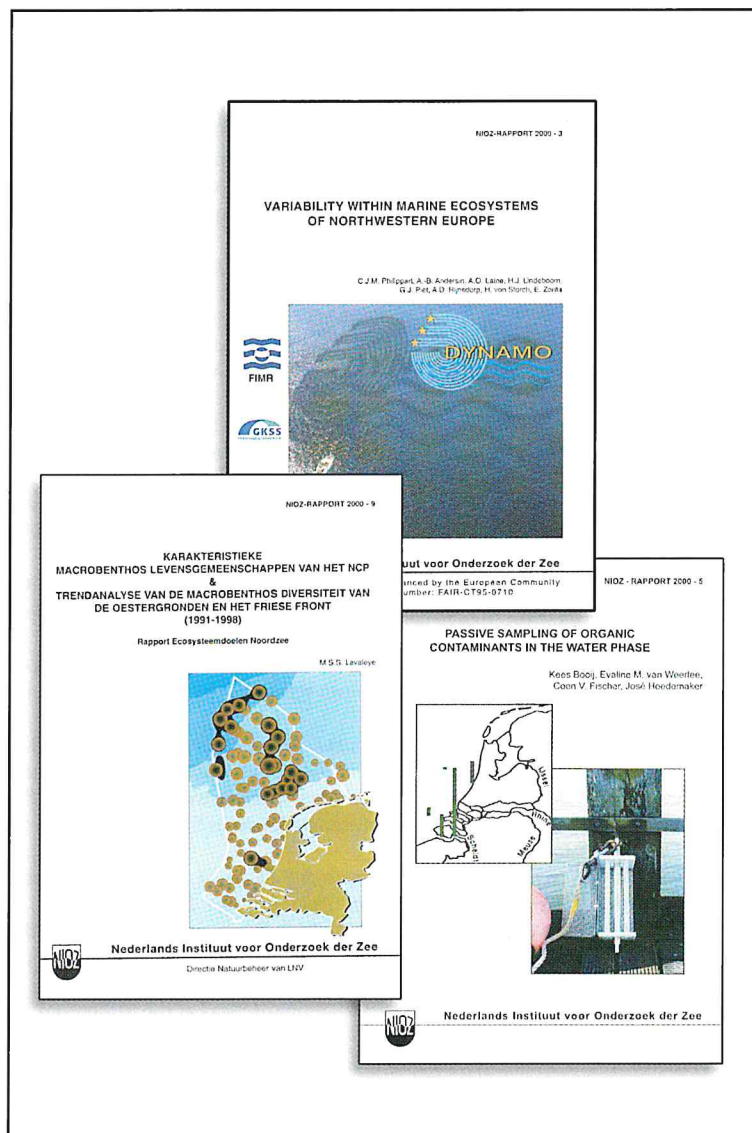 NIOZ-RAPPORT 2000 - 3
VARIABILITY WITHIN MARINE ECOSYSTEMS
OF NORTHWESTERN EUROPE
C.J.M. Philippart, A.-B. Andersin, A.O. Laine, H.J. Lindeboom,
G.J. Piet, A.D. Rijnsdorp, H. von Storch, E. Zorita
DYNAMO
FIMR
GKSS
uut voor Onderzoek der Zee
anced by the European Community
number: FAIR-CT95-0710
NIOZ-RAPPORT 2000 - 9
KARAKTERISTIEKE
MACROBENTHOS LEVENSGEMEENSCHAPPEN VAN HET NCP
&
TRENDANALYSE VAN DE MACROBENTHOS DIVERSITEIT VAN
DE OESTERGRONDEN EN HET FRIESE FRONT
(1991-1998)
Rapport Ecosysteemdoelen Noordzee
M.S.S. Lavaleye
NIOZ
Nederlands Instituut voor Onderzoek der Zee
Directie Natuurbeheer van LNV
NIOZ - RAPPORT 2000 - 5
PASSIVE SAMPLING OF ORGANIC
CONTAMINANTS IN THE WATER PHASE
Kees Booij, Evaline M. van Weerlee,
Coen V. Fischer, José Hoedemaker
IJssel
Rhine
Meuse
Scheldt
NIOZ
Nederlands Instituut voor Onderzoek der Zee